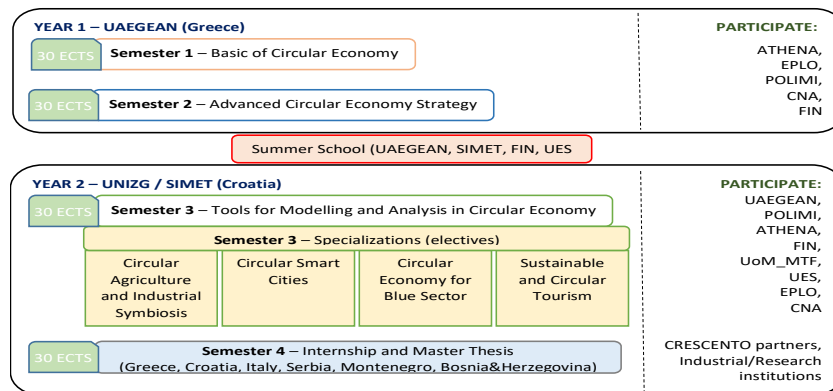 YEAR 1 – UAEGEAN (Greece)
30 ECTS
Semester 1 – Basic of Circular Economy
30 ECTS
Semester 2 – Advanced Circular Economy Strategy
PARTICIPATE:
ATHENA,
EPLO,
POLIMI,
CNA,
FIN
Summer School (UAEGEAN, SIMET, FIN, UES
YEAR 2 – UNIZG / SIMET (Croatia)
30 ECTS
Semester 3 – Tools for Modelling and Analysis in Circular Economy
Semester 3 – Specializations (electives)
Circular
Agriculture
and Industrial
Symbiosis
Circular Smart
Cities
Circular
Economy for
Blue Sector
Sustainable
and Circular
Tourism
30 ECTS
Semester 4 – Internship and Master Thesis
(Greece, Croatia, Italy, Serbia, Montenegro, Bosnia&Herzegovina)
PARTICIPATE:
UAEGEAN,
POLIMI,
ATHENA,
FIN,
UoM_MTF,
UES,
EPLO,
CNA
CRESCENTO partners,
Industrial/Research
institutions